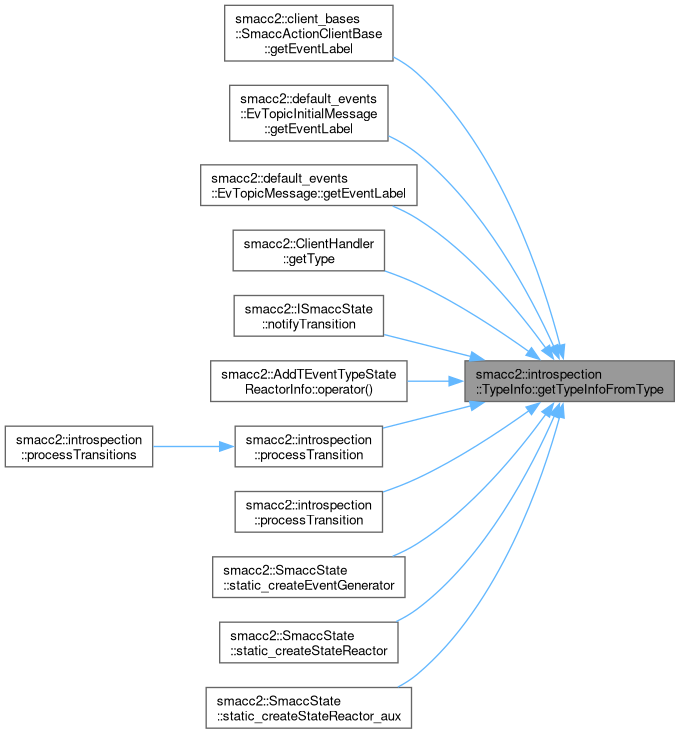 smacc2::client_bases
::SmaccActionClientBase
::getEventLabel
smacc2::default_events
::EvTopicInitialMessage
::getEventLabel
smacc2::default_events
::EvTopicMessage::getEventLabel
smacc2::ClientHandler
::getType
smacc2::ISmaccState
::notifyTransition
smacc2::introspection
::TypeInfo::getTypeInfoFromType
smacc2::AddTEventTypeState
ReactorInfo::operator()
smacc2::introspection
::processTransitions
smacc2::introspection
::processTransition
smacc2::introspection
::processTransition
smacc2::SmaccState
::static_createEventGenerator
smacc2::SmaccState
::static_createStateReactor
smacc2::SmaccState
::static_createStateReactor_aux